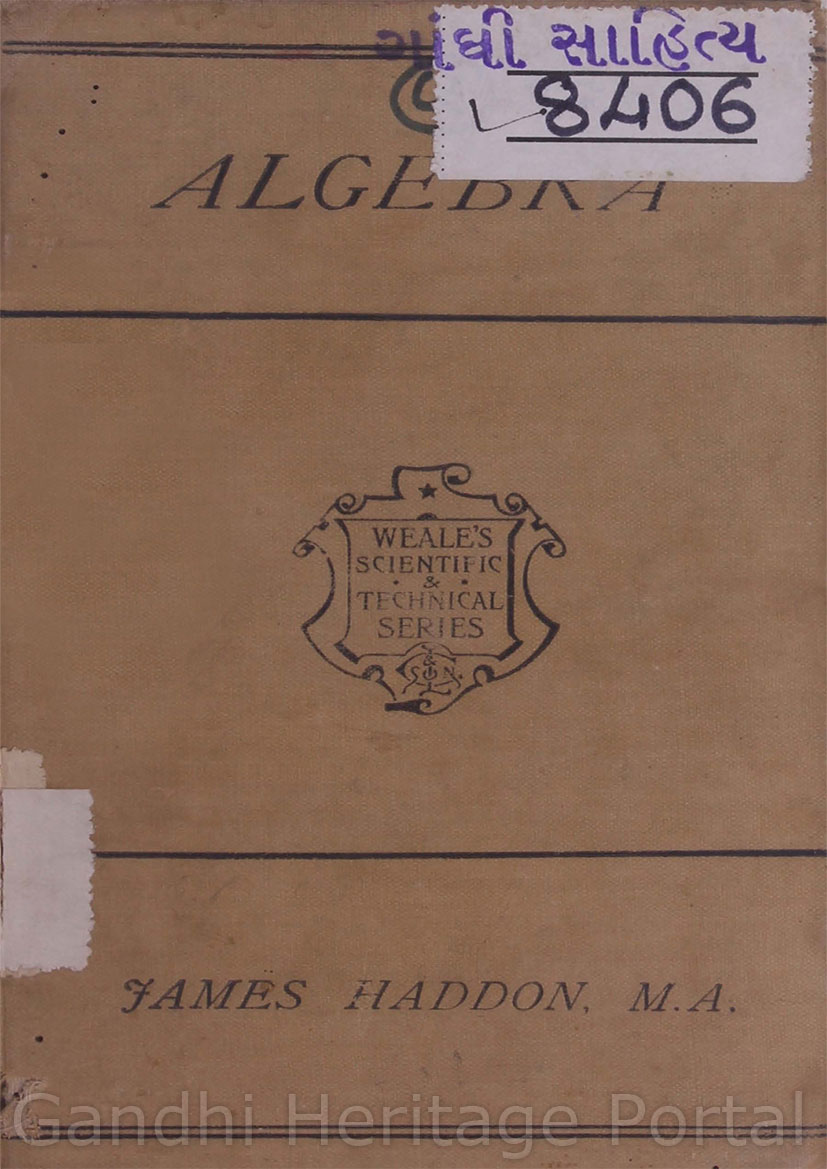 ગાંધી સાહિત્ય
8406
ALGEBRA
WEALE'S
SCIENTIFIC
&
TECHNICAL
SERIES
JAMES HADDON, M.A.
Gandhi Heritage Portal